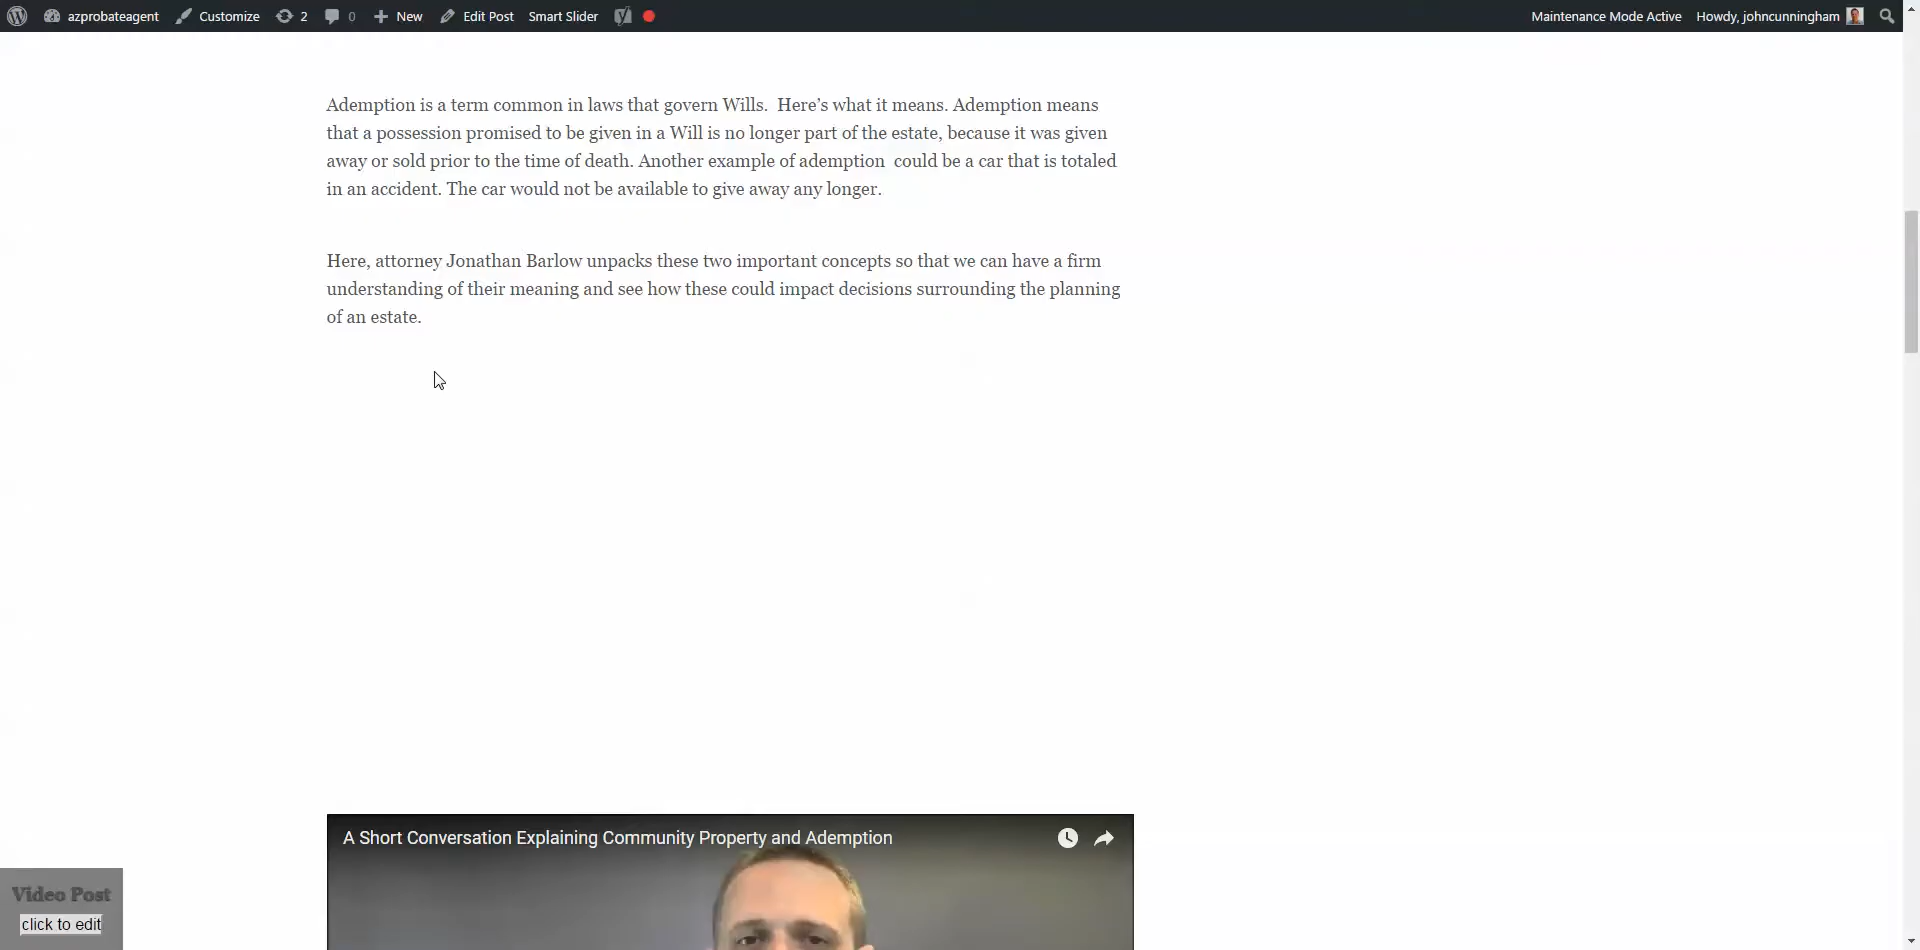 azprobateagent Customize 2 0 New Edit Post Smart Slider Maintenance Mode Active Howdy, johncunningham
Ademption is a term common in laws that govern Wills.  Here’s what it means. Ademption means
that a possession promised to be given in a Will is no longer part of the estate, because it was given
away or sold prior to the time of death. Another example of ademption  could be a car that is totaled
in an accident. The car would not be available to give away any longer.
Here, attorney Jonathan Barlow unpacks these two important concepts so that we can have a firm
understanding of their meaning and see how these could impact decisions surrounding the planning
of an estate.
A Short Conversation Explaining Community Property and Ademption
Video Post
click to edit